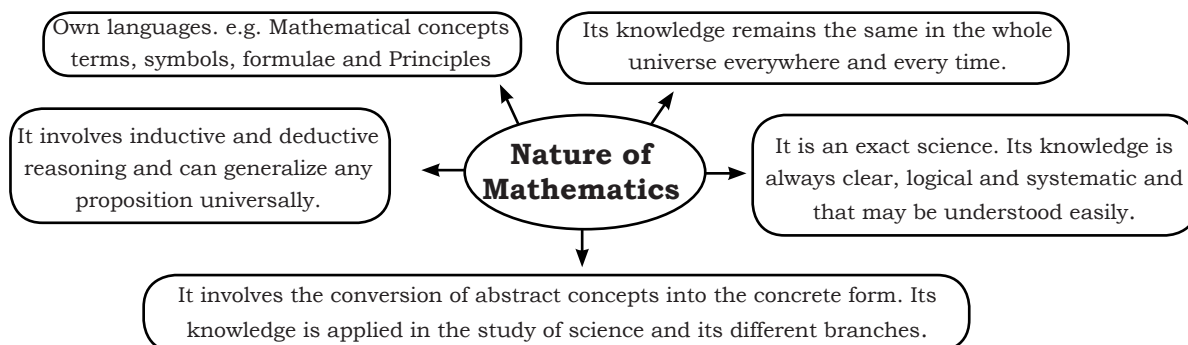 Own languages. e.g. Mathematical concepts
terms, symbols, formulae and Principles
Its knowledge remains the same in the whole
universe everywhere and every time.
It involves inductive and deductive
reasoning and can generalize any
proposition universally.
Nature of
Mathematics
It is an exact science. Its knowledge is
always clear, logical and systematic and
that may be understood easily.
It involves the conversion of abstract concepts into the concrete form. Its
knowledge is applied in the study of science and its different branches.